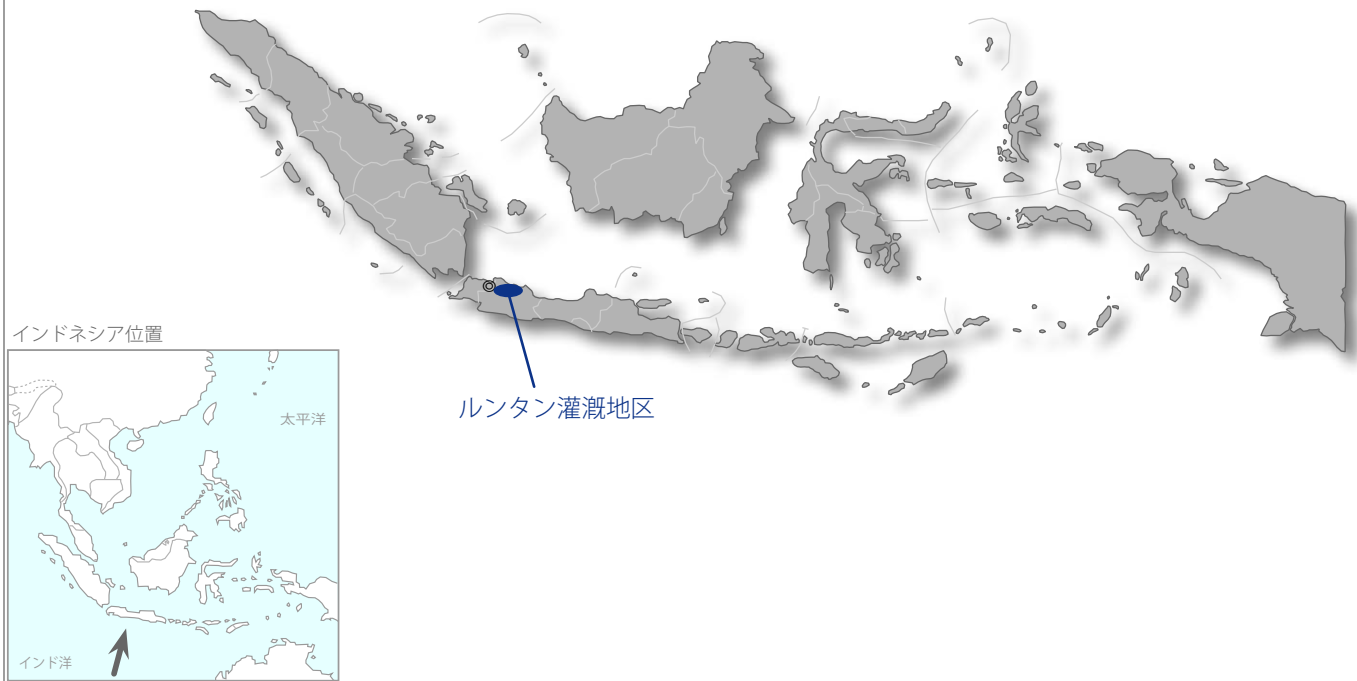 インドネシア位置
太平洋
ルンタン灌漑地区
インド洋